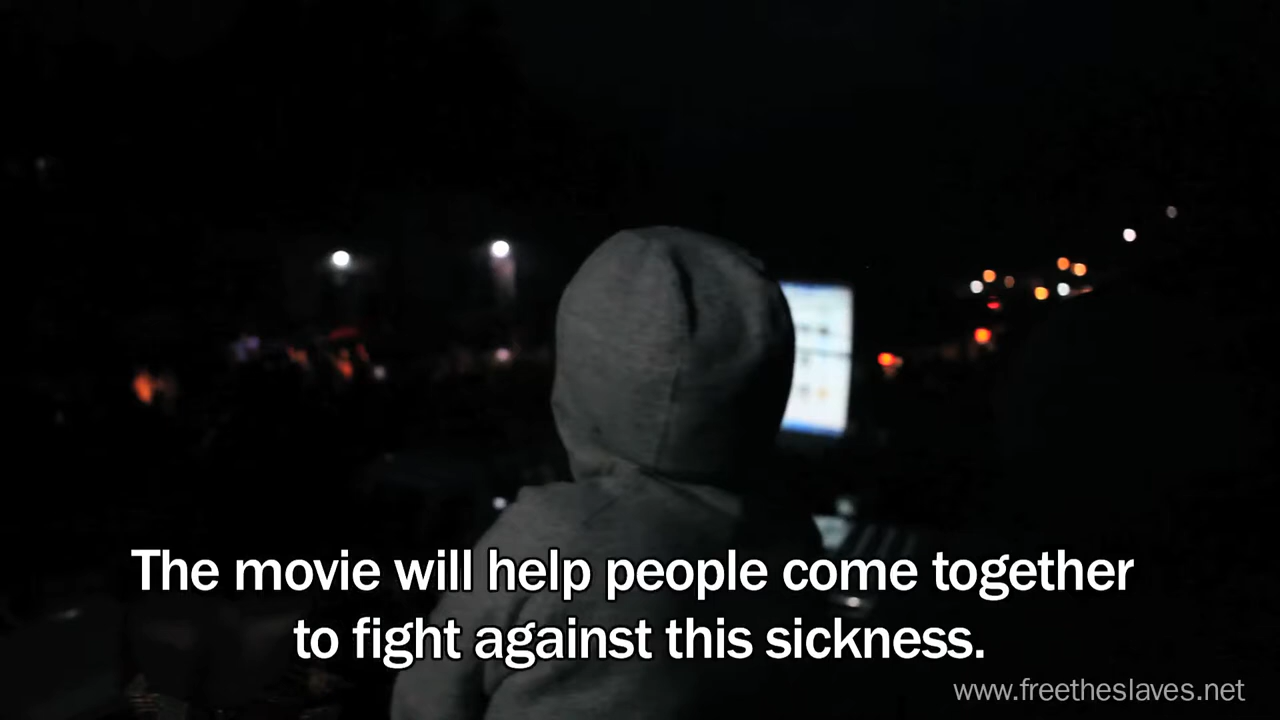 The movie will help people come together
to fight against this sickness.
www.freetheslaves.net